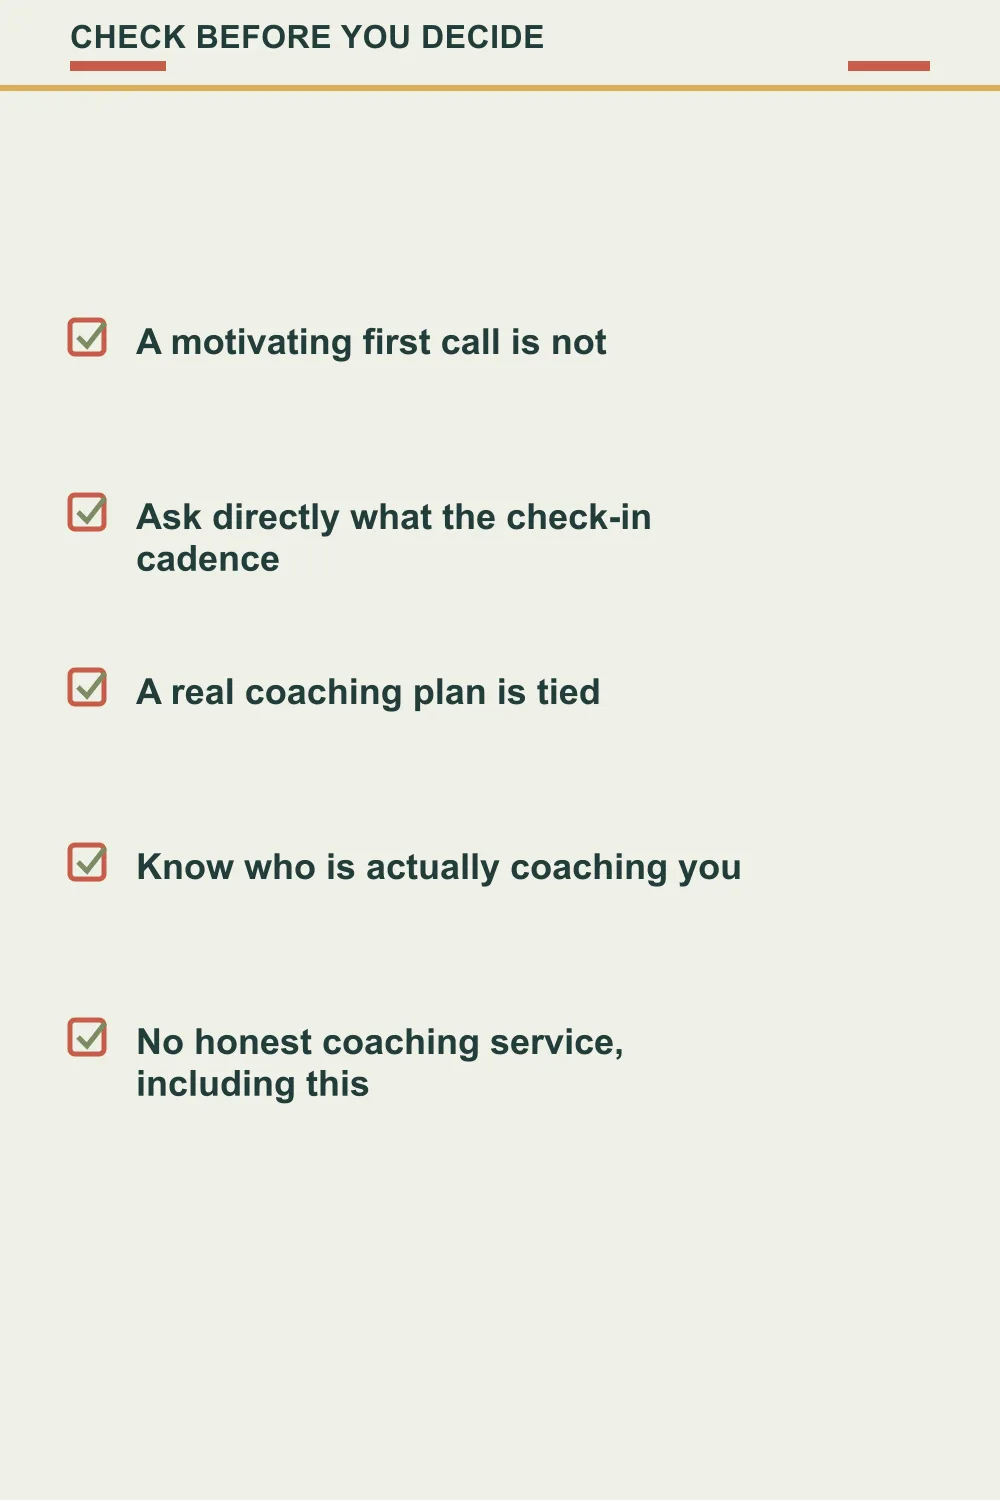 CHECK BEFORE YOU DECIDE
A motivating first call is not
Ask directly what the check-in
cadence
A real coaching plan is tied
Know who is actually coaching you
No honest coaching service,
including this